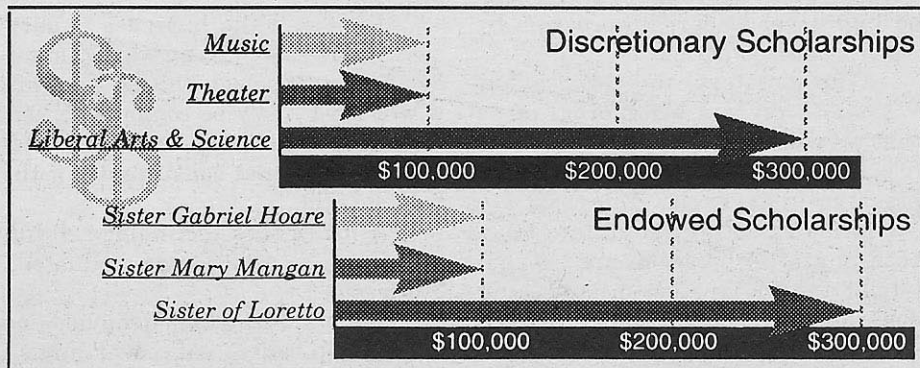 Discretionary Scholarships
Music
Theater
Liberal Arts & Science
$100,000 $200,000 $300,000
Endowed Scholarships
Sister Gabriel Hoare
Sister Mary Mangan
Sister of Loretto
$100,000 $200,000 $300,000